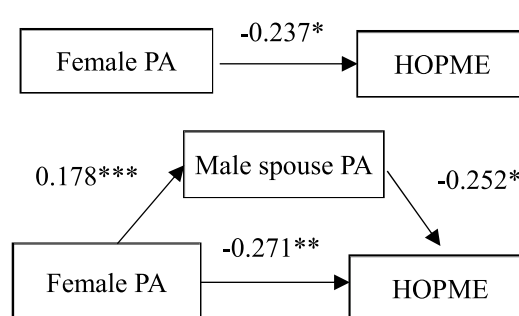 -0.237*
Female PA
HOPME
Male spouse PA
0.178***
-0.252*
-0.271**
Female PA
HOPME